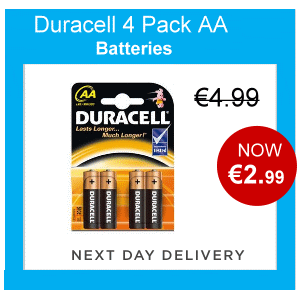 Duracell 4 Pack AA
Batteries
€4.99
AA
DURACELL
Lasts Longer...
Much Longer!
NOW
€2.99
NEXT DAY DELIVERY